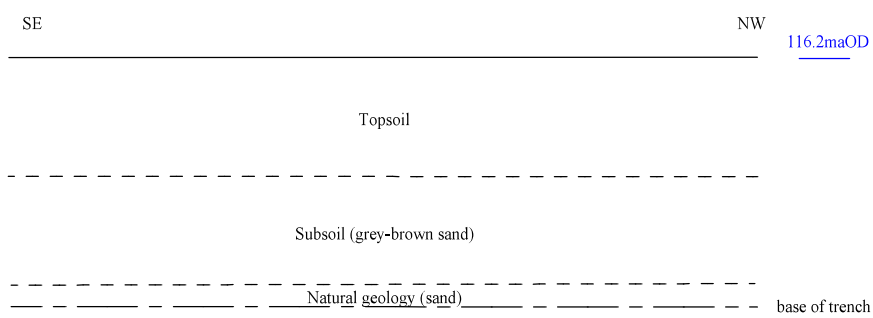 SE
NW
116.2maOD
Topsoil
Subsoil (grey-brown sand)
Natural geology (sand)
base of trench